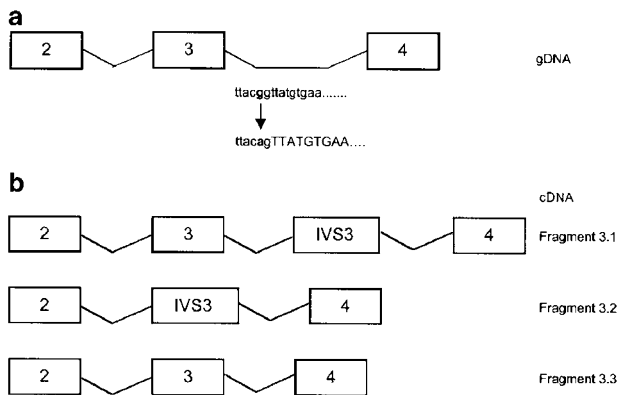 a
2 3 4 gDNA
ttacggttatgtgaa.......
ttacagTTATGTGAA....
b
cDNA
2 3 IVS3 4 Fragment 3.1
2 IVS3 4 Fragment 3.2
2 3 4 Fragment 3.3